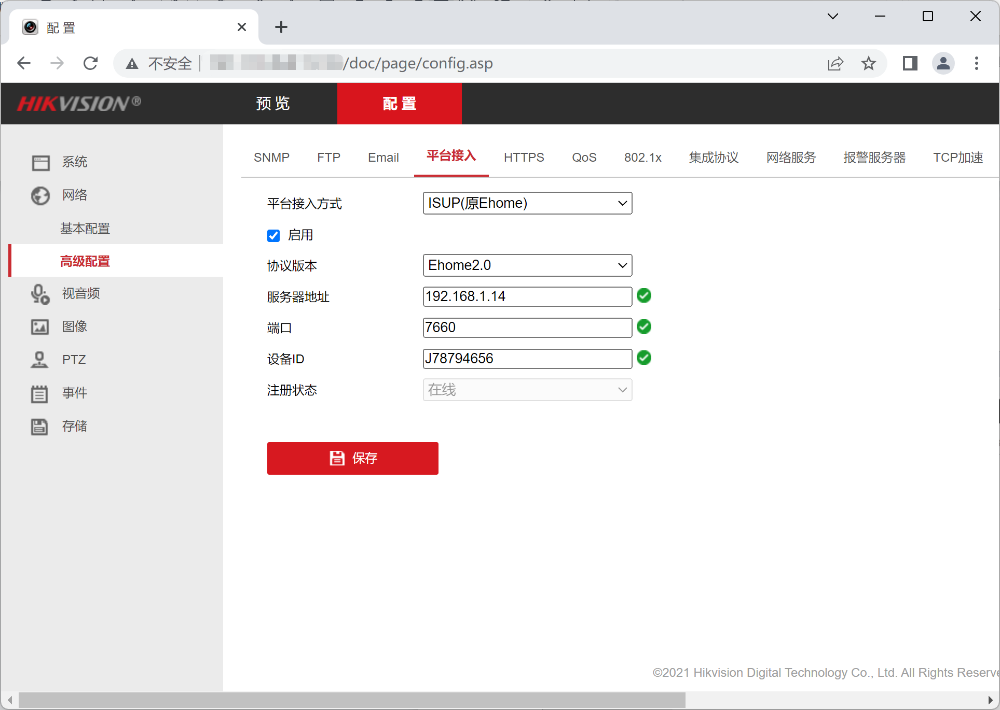 配 置
不安全
/doc/page/config.asp
HIKVISION®
预 览
配 置
系统
网络
基本配置
高级配置
视音频
图像
PTZ
事件
存储
SNMP FTP Email 平台接入 HTTPS QoS 802.1x 集成协议 网络服务 报警服务器 TCP加速
平台接入方式 ISUP(原Ehome)
启用
协议版本 Ehome2.0
服务器地址 192.168.1.14
端口 7660
设备ID J78794656
注册状态 在线
保存
©2021 Hikvision Digital Technology Co., Ltd. All Rights Reserve